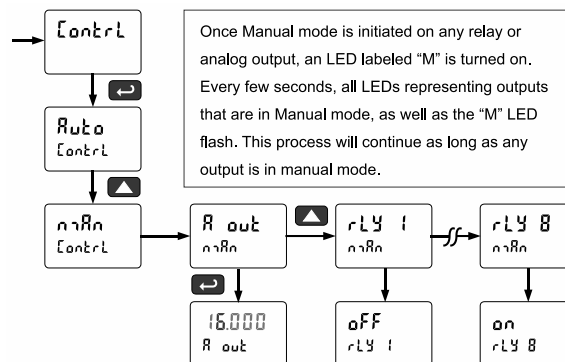 Contrl
Once Manual mode is initiated on any relay or
analog output, an LED labeled “M” is turned on.
Every few seconds, all LEDs representing outputs
that are in Manual mode, as well as the “M” LED
flash. This process will continue as long as any
output is in manual mode.
Auto
Contrl
mAn
Contrl
A out
mAn
rLY 1
mAn
rLY 8
mAn
16.000
A out
oFF
rLY 1
on
rLY 8